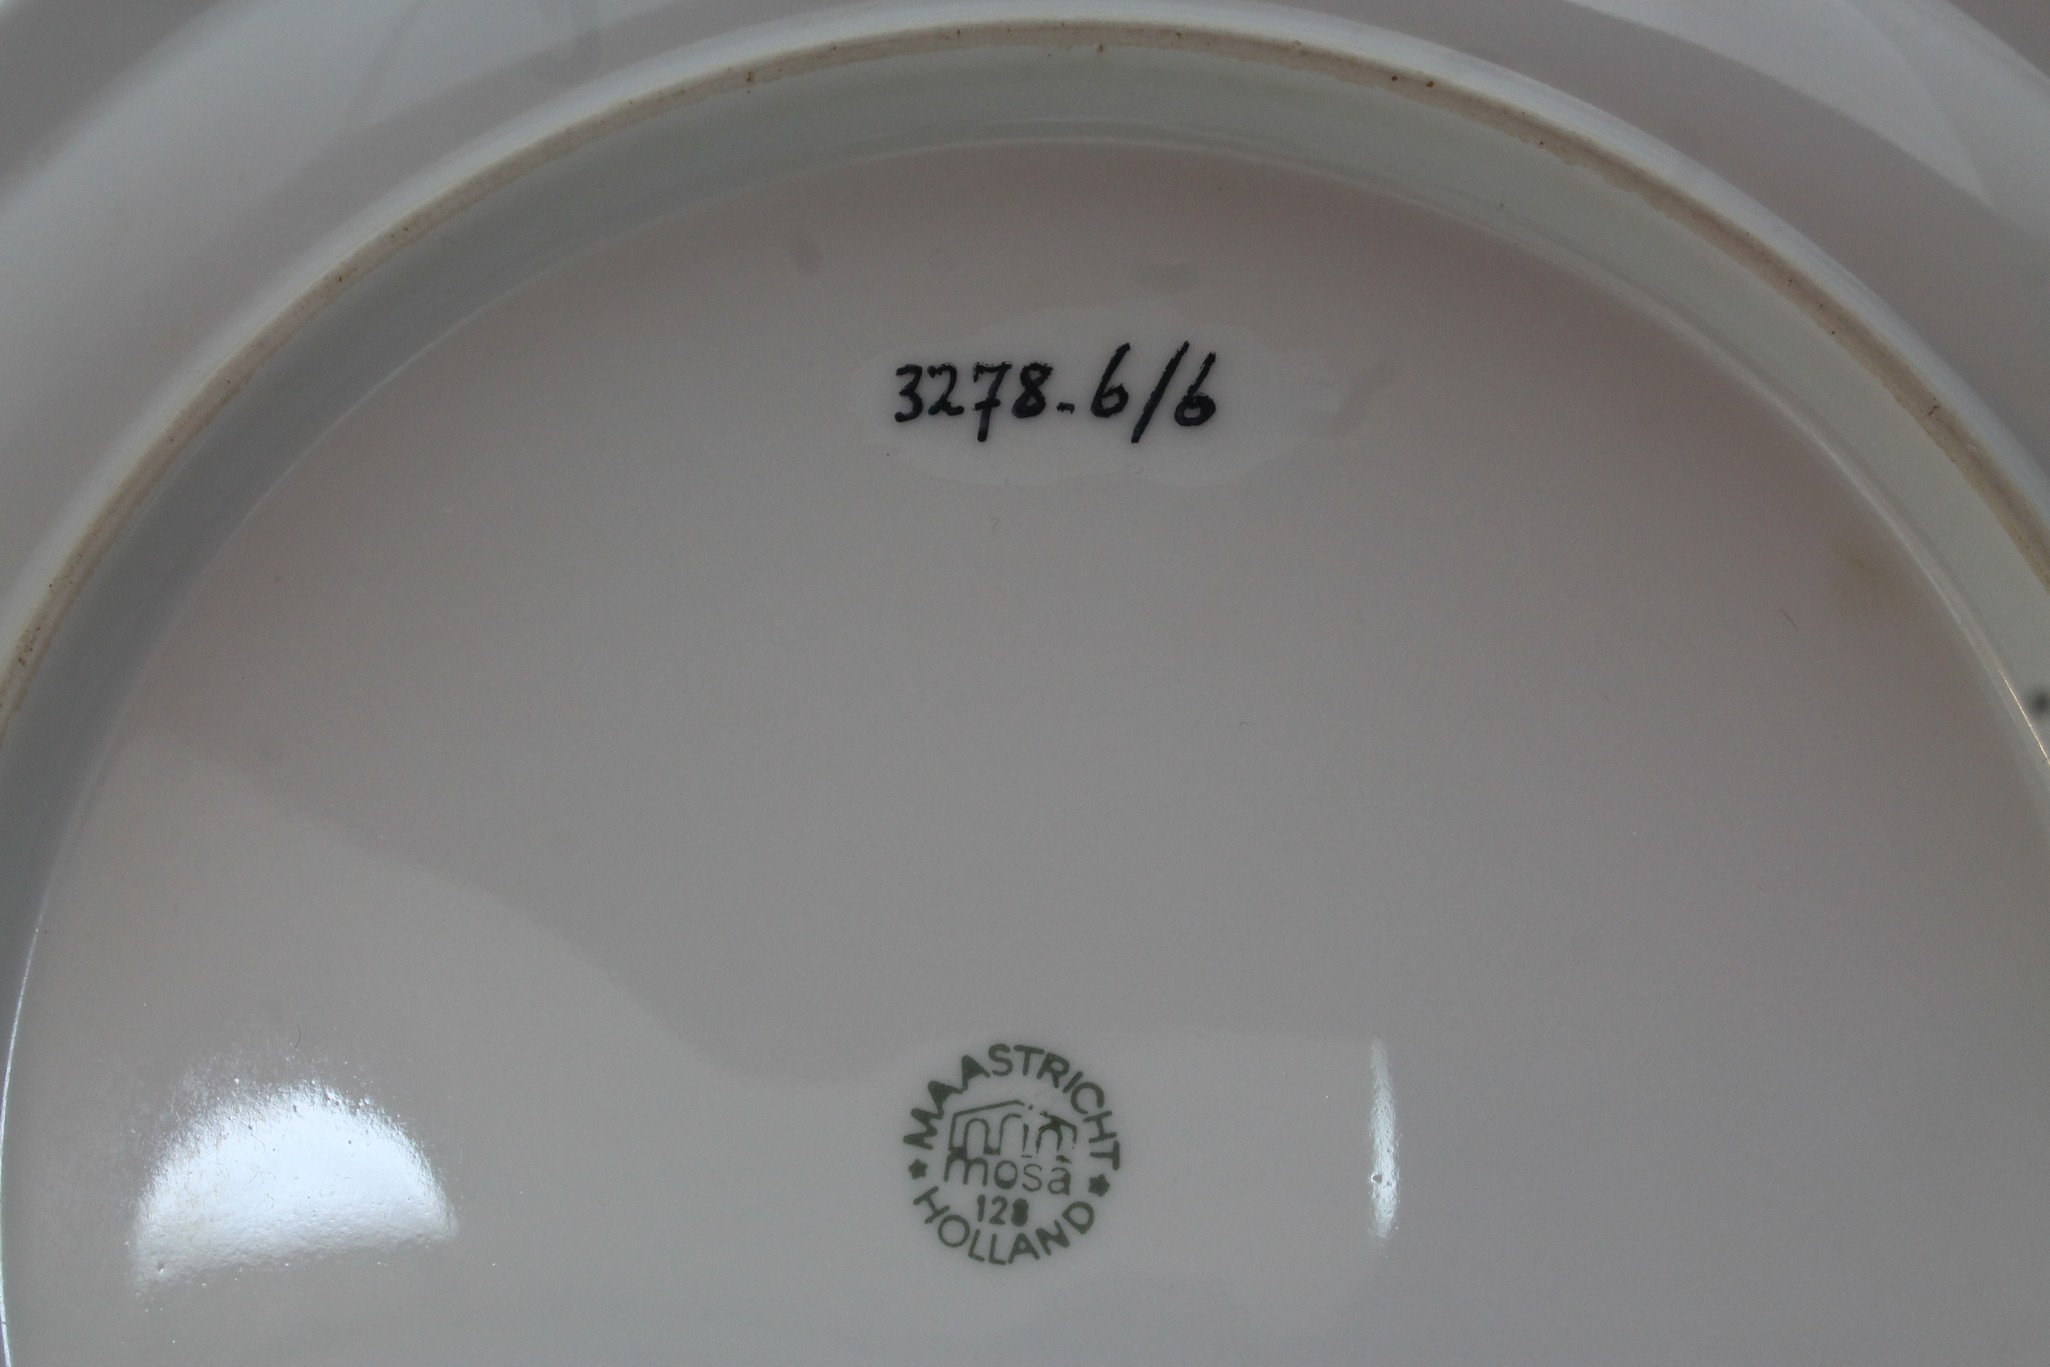 3278-6/6
MAASTRICHT
mosa
128
HOLLAND